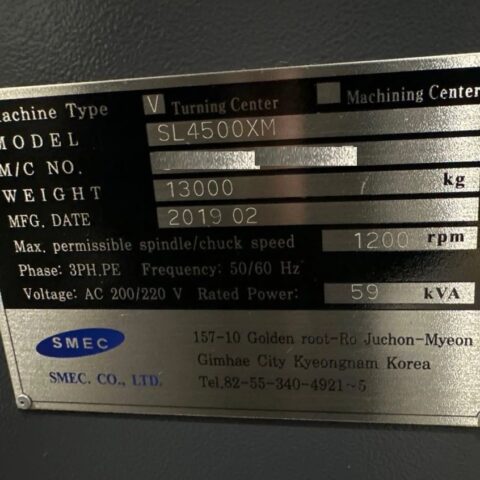 achine Type V Turning Center Machining Center
MODEL SL4500XM
M/C NO.
WEIGHT 13000 kg
MFG. DATE 2019 02
Max. permissible spindle/chuck speed 1200 rpm
Phase: 3PH.PE Frequency: 50/60 Hz
Voltage: AC 200/220 V Rated Power: 59 kVA
SMEC 157-10 Golden root-Ro Juchon-Myeon
Gimhae City Kyeongnam Korea
SMEC. CO., LTD. Tel.82-55-340-4921~5